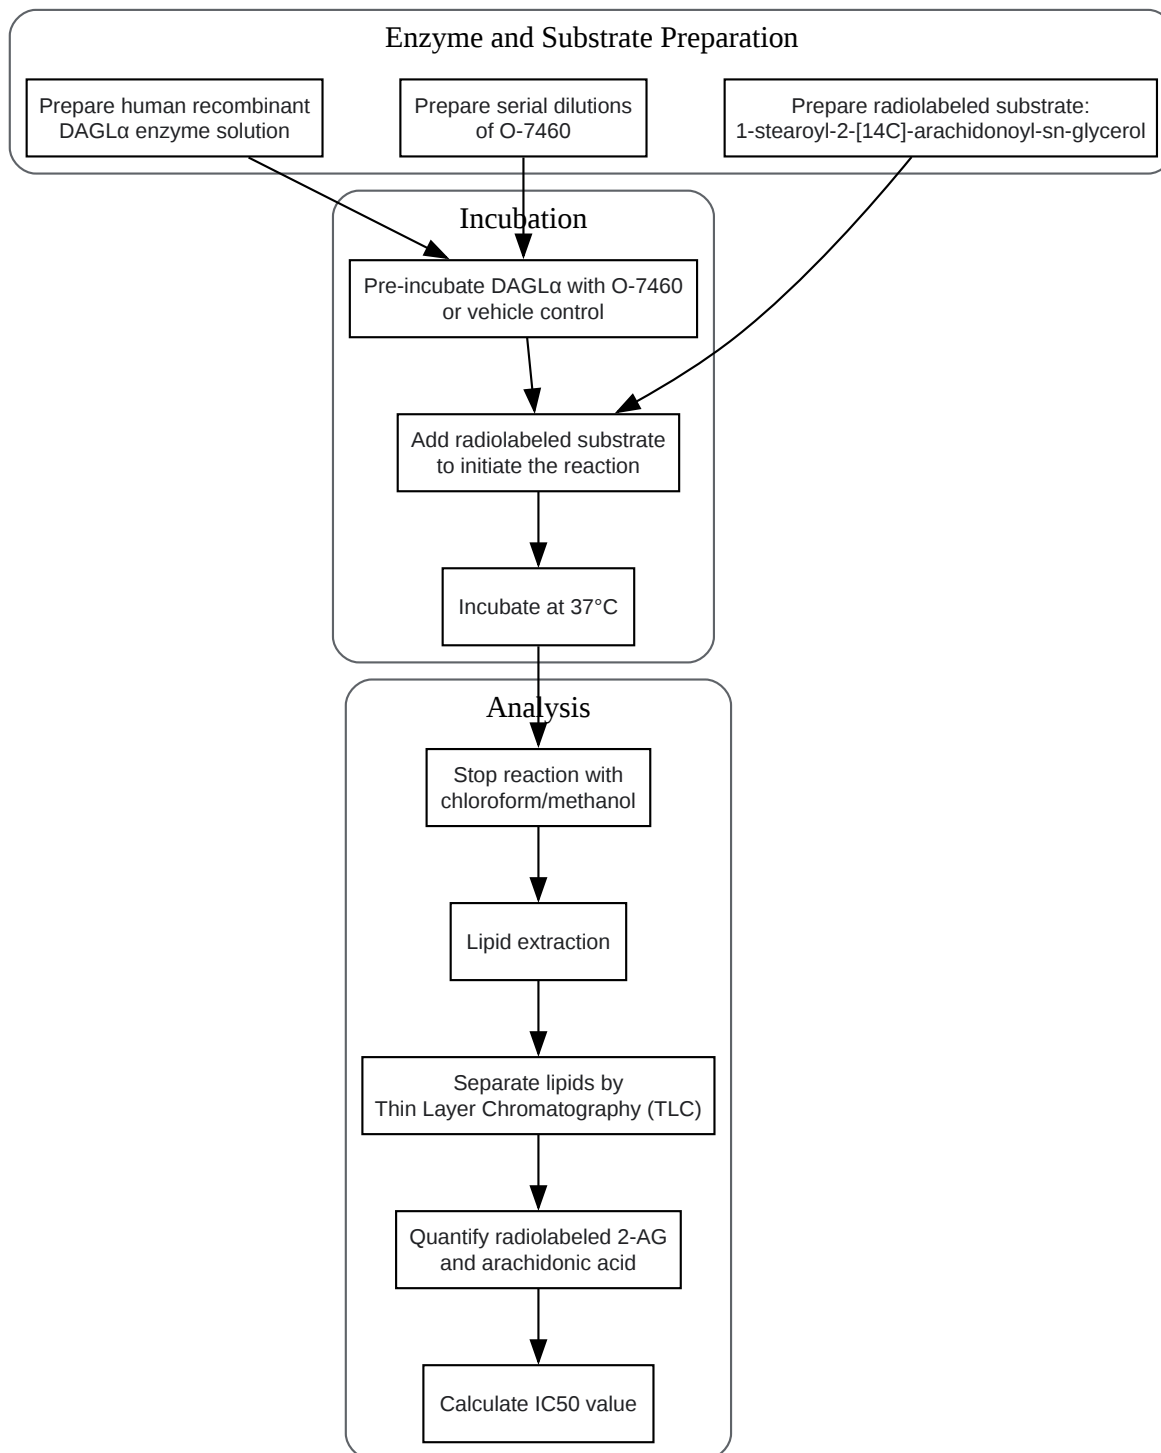 Enzyme and Substrate Preparation
Prepare human recombinant
DAGLα enzyme solution
Prepare serial dilutions
of O-7460
Prepare radiolabeled substrate:
1-stearoyl-2-[14C]-arachidonoyl-sn-glycerol
Incubation
Pre-incubate DAGLα with O-7460
or vehicle control
Add radiolabeled substrate
to initiate the reaction
Incubate at 37°C
Analysis
Stop reaction with
chloroform/methanol
Lipid extraction
Separate lipids by
Thin Layer Chromatography (TLC)
Quantify radiolabeled 2-AG
and arachidonic acid
Calculate IC50 value